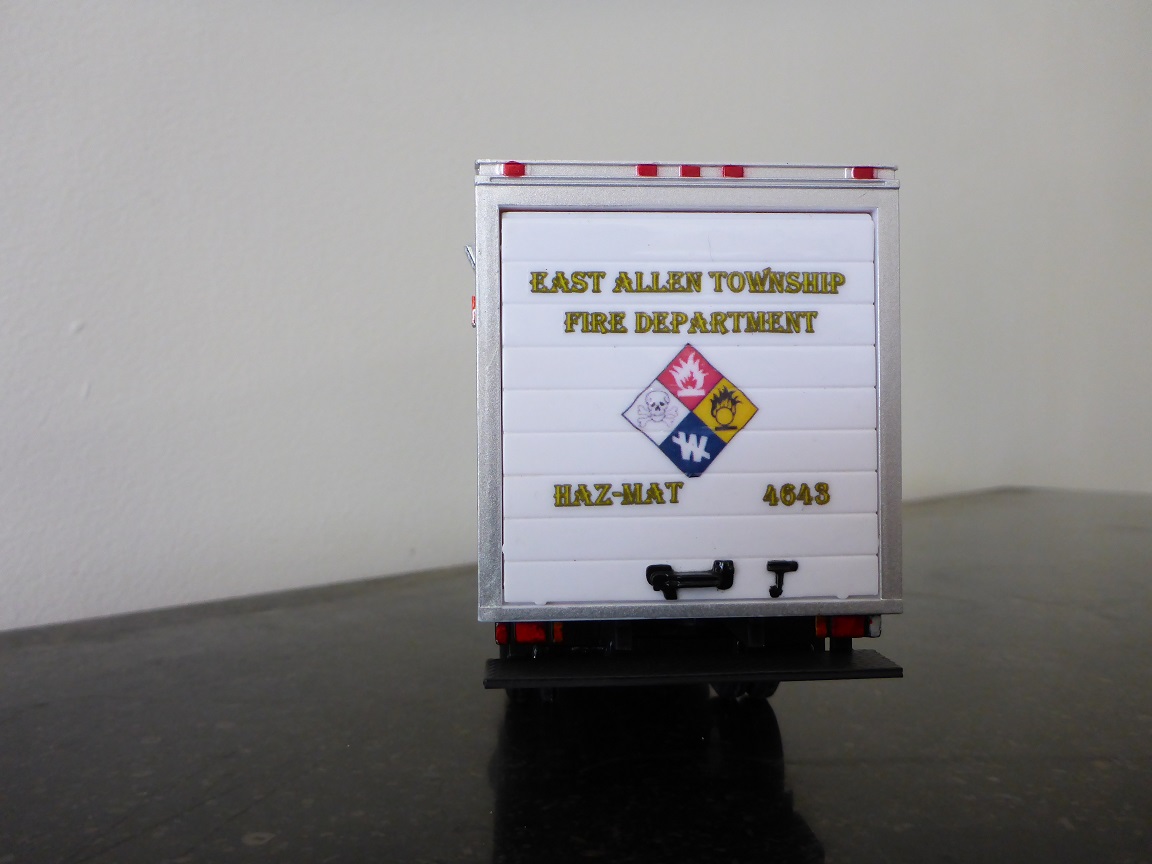 EAST ALLEN TOWNSHIP
FIRE DEPARTMENT
W
HAZ-MAT 4643